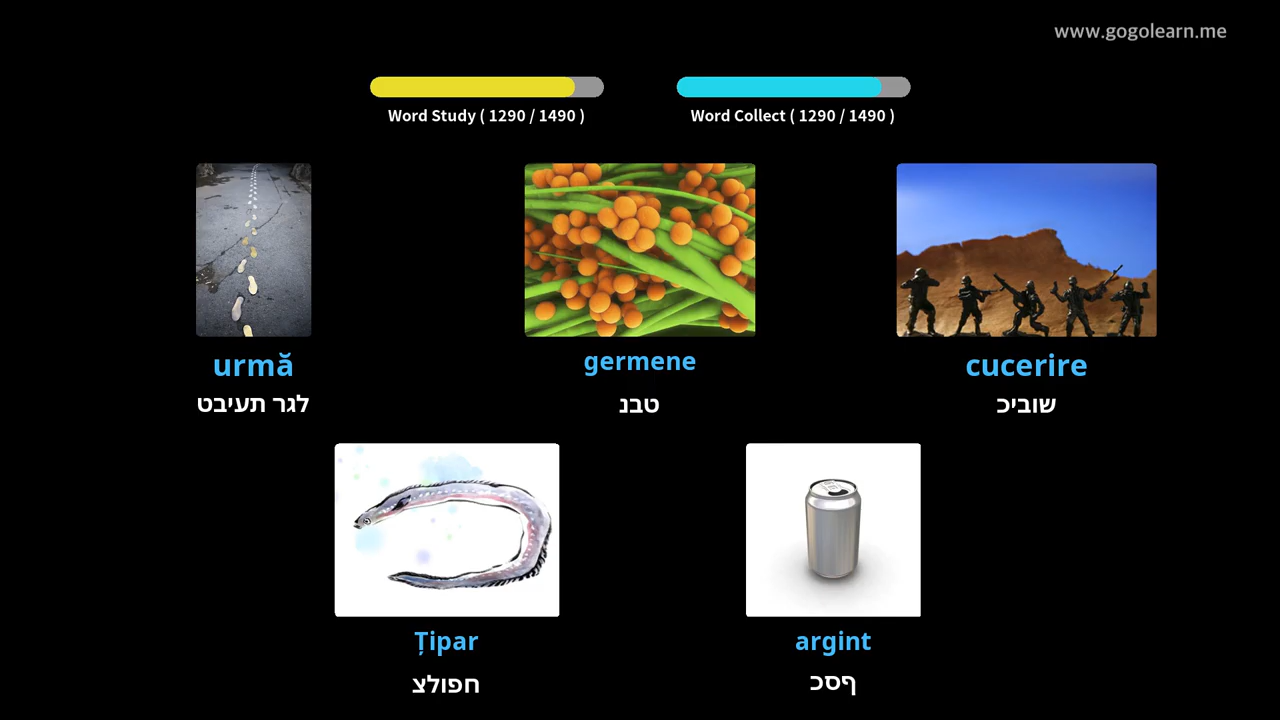 www.gogolearn.me
Word Study ( 1290 / 1490 )
Word Collect ( 1290 / 1490 )
urmă
לגר תעיבט
germene
טבנ
cucerire
שוביכ
Țipar
חפולצ
argint
ףסכ